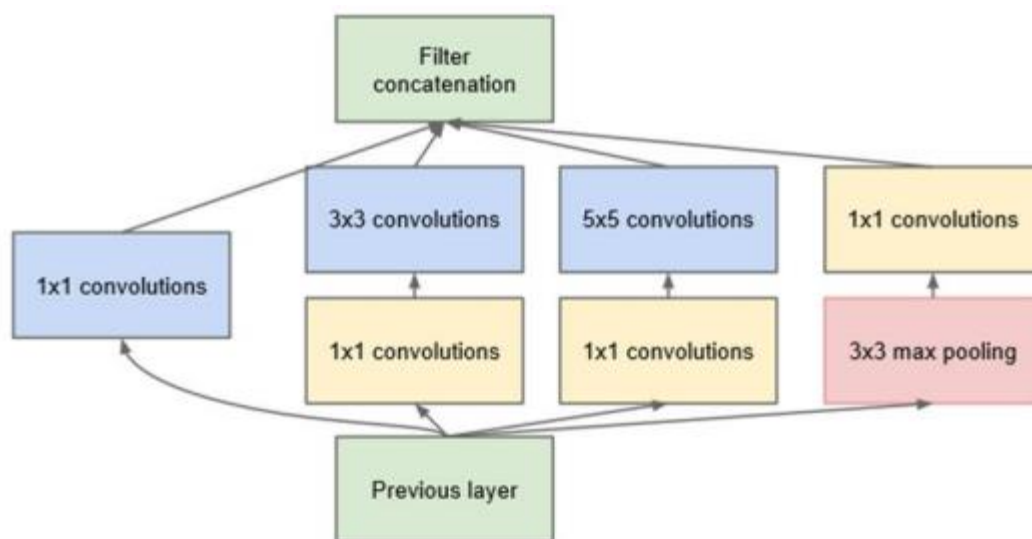 Filter
concatenation
3x3 convolutions
5x5 convolutions
1x1 convolutions
1x1 convolutions
1x1 convolutions
1x1 convolutions
3x3 max pooling
Previous layer